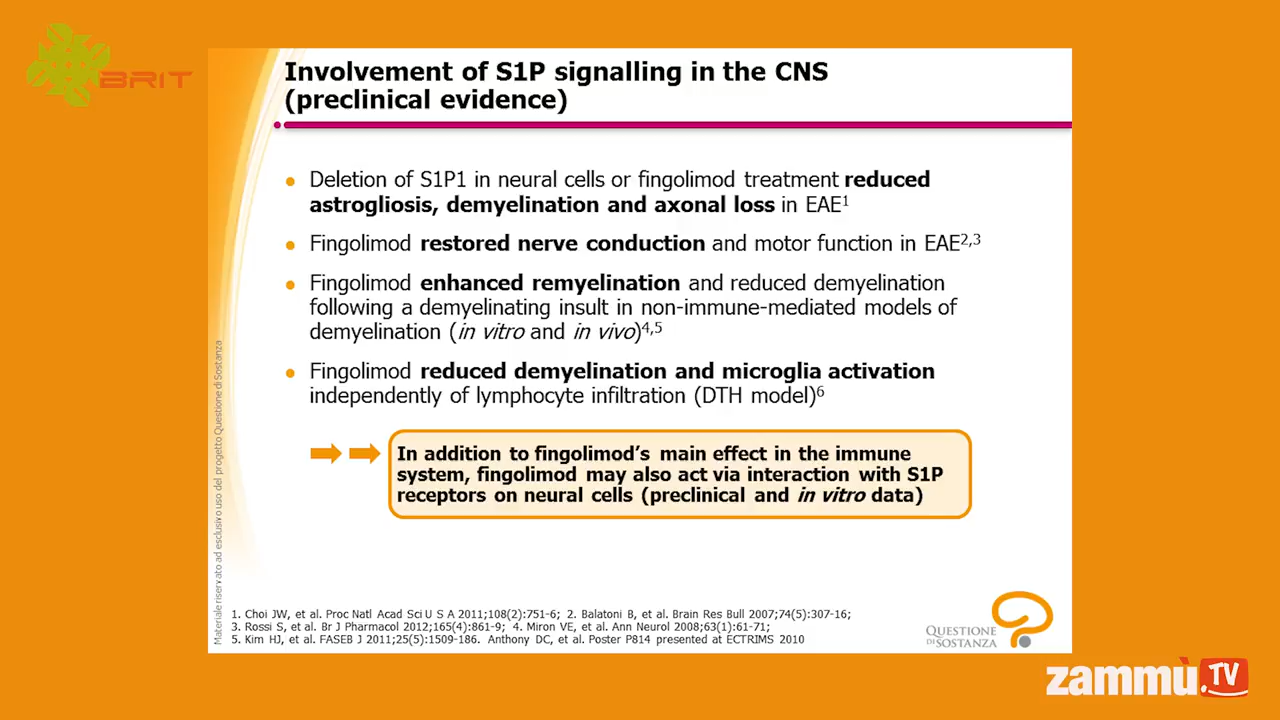 BRIT
Involvement of S1P signalling in the CNS
(preclinical evidence)
• Deletion of S1P1 in neural cells or fingolimod treatment reduced
astrogliosis, demyelination and axonal loss in EAE1
• Fingolimod restored nerve conduction and motor function in EAE2,3
• Fingolimod enhanced remyelination and reduced demyelination
following a demyelinating insult in non-immune-mediated models of
demyelination (in vitro and in vivo)4,5
• Fingolimod reduced demyelination and microglia activation
independently of lymphocyte infiltration (DTH model)6
In addition to fingolimod's main effect in the immune
system, fingolimod may also act via interaction with S1P
receptors on neural cells (preclinical and in vitro data)
Materiale riservato ad esclusivo uso del progetto Questione di Sostanza
1. Choi JW, et al. Proc Natl Acad Sci U S A 2011;108(2):751-6; 2. Balatoni B, et al. Brain Res Bull 2007;74(5):307-16;
3. Rossi S, et al. Br J Pharmacol 2012;165(4):861-9; 4. Miron VE, et al. Ann Neurol 2008;63(1):61-71;
5. Kim HJ, et al. FASEB J 2011;25(5):1509-186. Anthony DC, et al. Poster P814 presented at ECTRIMS 2010
QUESTIONE
DI SOSTANZA
zammù.TV